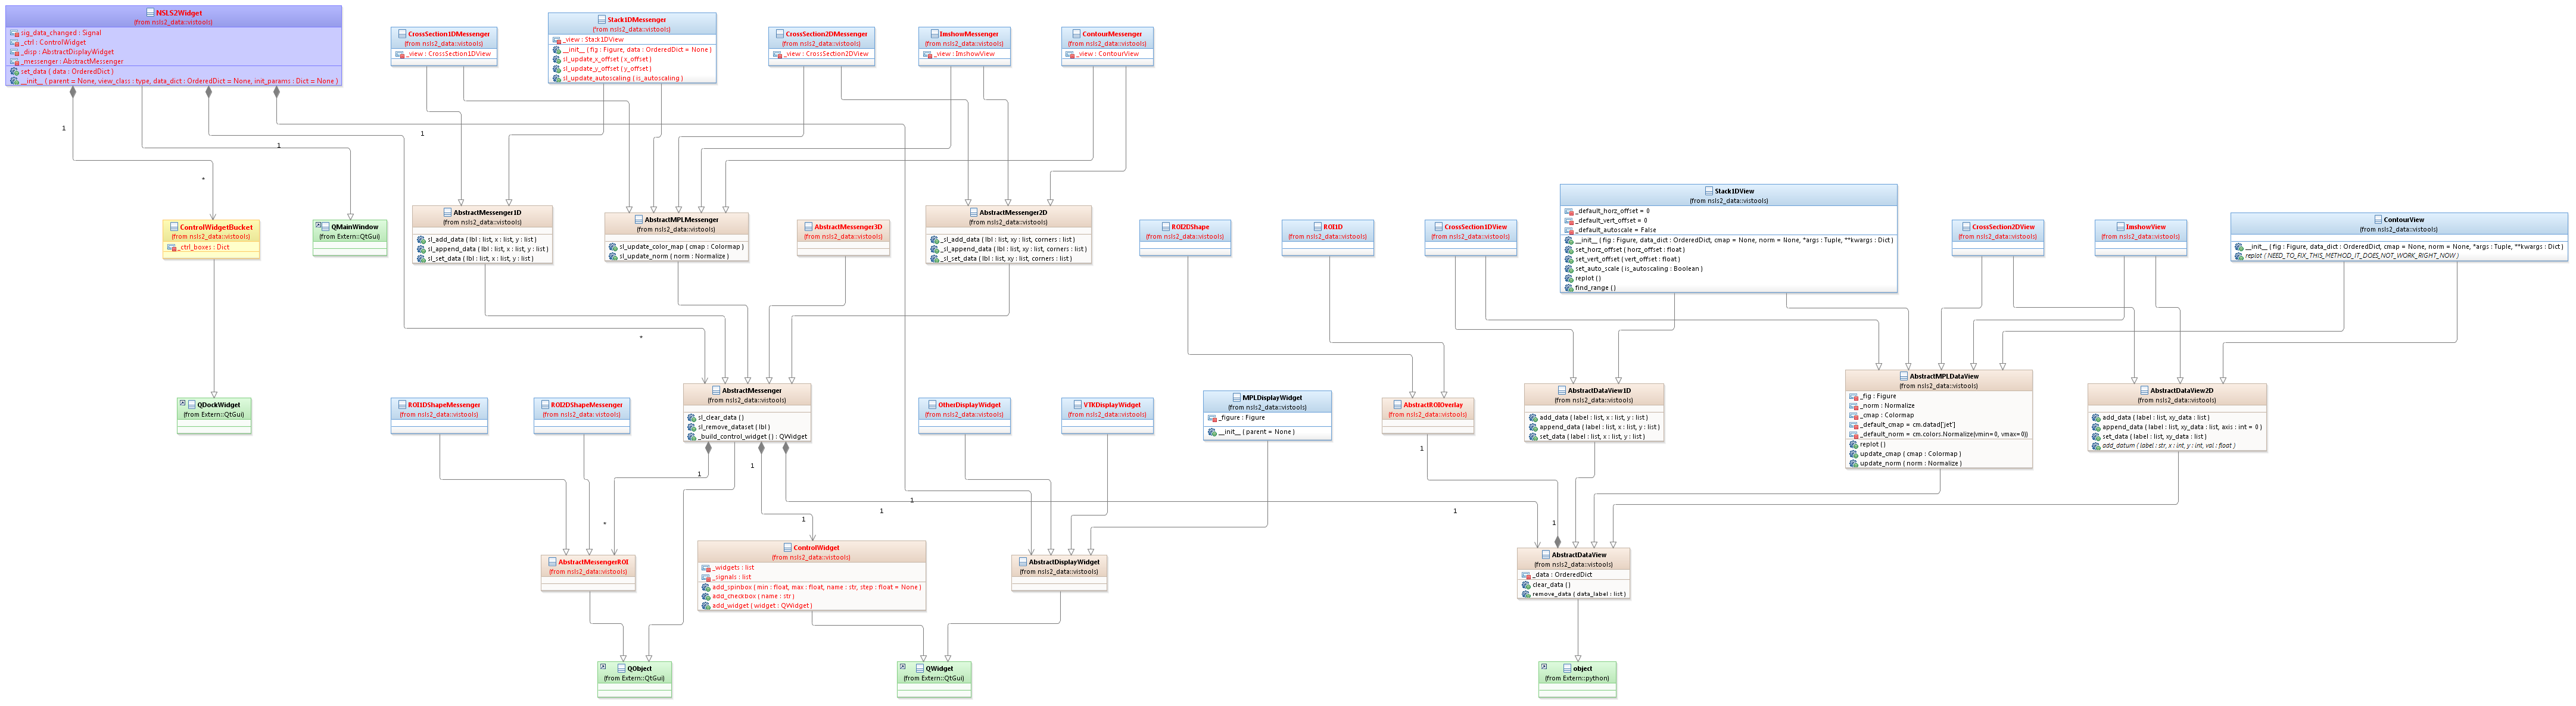 NSLS2Widget
(from nsls2_data::vistools)
sig_data_changed : Signal
_ctrl : ControlWidget
_disp : AbstractDisplayWidget
_messenger : AbstractMessenger
set_data ( data : OrderedDict )
__init__ ( parent = None, view_class : type, data_dict : OrderedDict = None, init_params : Dict = None )
CrossSection1DMessenger
(from nsls2_data::vistools)
_view : CrossSection1DView
Stack1DMessenger
(from nsls2_data::vistools)
_view : Stack1DView
__init__ ( fig : Figure, data : OrderedDict = None )
sl_update_x_offset ( x_offset )
sl_update_y_offset ( y_offset )
sl_update_autoscaling ( is_autoscaling )
CrossSection2DMessenger
(from nsls2_data::vistools)
_view : CrossSection2DView
ImshowMessenger
(from nsls2_data::vistools)
_view : ImshowView
ContourMessenger
(from nsls2_data::vistools)
_view : ContourView
1
1
1
*
ControlWidgetBucket
(from nsls2_data::vistools)
_ctrl_boxes : Dict
QMainWindow
(from Extern::QtGui)
AbstractMessenger1D
(from nsls2_data::vistools)
sl_add_data ( lbl : list, x : list, y : list )
sl_append_data ( lbl : list, x : list, y : list )
sl_set_data ( lbl : list, x : list, y : list )
AbstractMPLMessenger
(from nsls2_data::vistools)
sl_update_color_map ( cmap : Colormap )
sl_update_norm ( norm : Normalize )
AbstractMessenger3D
(from nsls2_data::vistools)
AbstractMessenger2D
(from nsls2_data::vistools)
_sl_add_data ( lbl : list, xy : list, corners : list )
_sl_append_data ( lbl : list, xy : list, corners : list )
_sl_set_data ( lbl : list, xy : list, corners : list )
ROI2DShape
(from nsls2_data::vistools)
ROI1D
(from nsls2_data::vistools)
CrossSection1DView
(from nsls2_data::vistools)
Stack1DView
(from nsls2_data::vistools)
_default_horz_offset = 0
_default_vert_offset = 0
_default_autoscale = False
__init__ ( fig : Figure, data_dict : OrderedDict, cmap = None, norm = None, *args : Tuple, **kwargs : Dict )
set_horz_offset ( horz_offset : float )
set_vert_offset ( vert_offset : float )
set_auto_scale ( is_autoscaling : Boolean )
replot ( )
find_range ( )
CrossSection2DView
(from nsls2_data::vistools)
ImshowView
(from nsls2_data::vistools)
ContourView
(from nsls2_data::vistools)
__init__ ( fig : Figure, data_dict : OrderedDict, cmap = None, norm = None, *args : Tuple, **kwargs : Dict )
replot ( NEED_TO_FIX_THIS_METHOD_IT_DOES_NOT_WORK_RIGHT_NOW )
*
QDockWidget
(from Extern::QtGui)
ROI1DShapeMessenger
(from nsls2_data::vistools)
ROI2DShapeMessenger
(from nsls2_data::vistools)
AbstractMessenger
(from nsls2_data::vistools)
sl_clear_data ( )
sl_remove_dataset ( lbl )
_build_control_widget ( ) : QWidget
OtherDisplayWidget
(from nsls2_data::vistools)
VTKDisplayWidget
(from nsls2_data::vistools)
MPLDisplayWidget
(from nsls2_data::vistools)
_figure : Figure
__init__ ( parent = None )
AbstractROIOverlay
(from nsls2_data::vistools)
AbstractDataView1D
(from nsls2_data::vistools)
add_data ( label : list, x : list, y : list )
append_data ( label : list, x : list, y : list )
set_data ( label : list, x : list, y : list )
AbstractMPLDataView
(from nsls2_data::vistools)
_fig : Figure
_norm : Normalize
_cmap : Colormap
_default_cmap = cm.datad['jet']
_default_norm = cm.colors.Normalize(vmin=0, vmax=0))
replot ( )
update_cmap ( cmap : Colormap )
update_norm ( norm : Normalize )
AbstractDataView2D
(from nsls2_data::vistools)
add_data ( label : list, xy_data : list )
append_data ( label : list, xy_data : list, axis : int = 0 )
set_data ( label : list, xy_data : list )
add_datum ( label : str, x : int, y : int, val : float )
1
1
1
1
1
1
1
*
1
AbstractMessengerROI
(from nsls2_data::vistools)
ControlWidget
(from nsls2_data::vistools)
_widgets : list
_signals : list
add_spinbox ( min : float, max : float, name : str, step : float = None )
add_checkbox ( name : str )
add_widget ( widget : QWidget )
AbstractDisplayWidget
(from nsls2_data::vistools)
AbstractDataView
(from nsls2_data::vistools)
_data : OrderedDict
clear_data ( )
remove_data ( data_label : list )
QObject
(from Extern::QtGui)
QWidget
(from Extern::QtGui)
object
(from Extern::python)